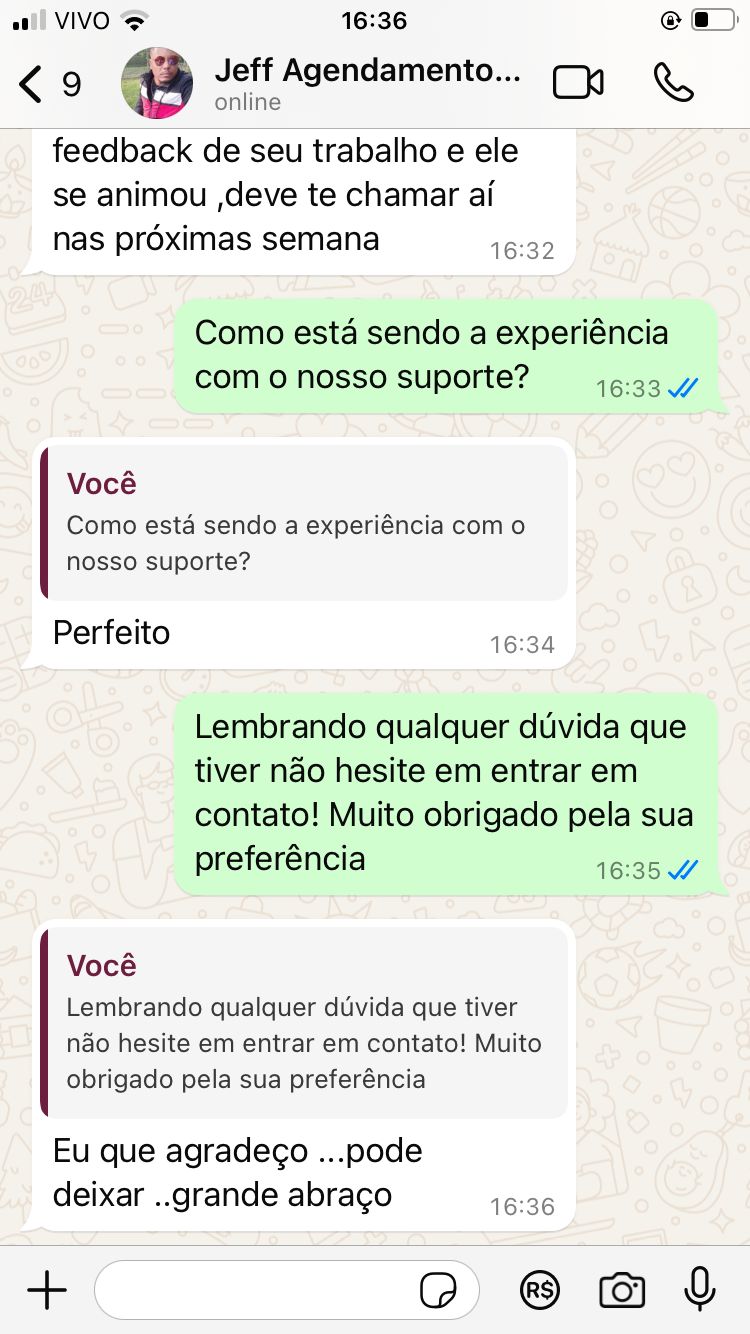 VIVO
16:36
9
Jeff Agendamento...
online
feedback de seu trabalho e ele
se animou ,deve te chamar aí
nas próximas semana
16:32
Como está sendo a experiência
com o nosso suporte?
16:33
Você
Como está sendo a experiência com o
nosso suporte?
Perfeito
16:34
Lembrando qualquer dúvida que
tiver não hesite em entrar em
contato! Muito obrigado pela sua
preferência
16:35
Você
Lembrando qualquer dúvida que tiver
não hesite em entrar em contato! Muito
obrigado pela sua preferência
Eu que agradeço ...pode
deixar ..grande abraço
16:36
R$